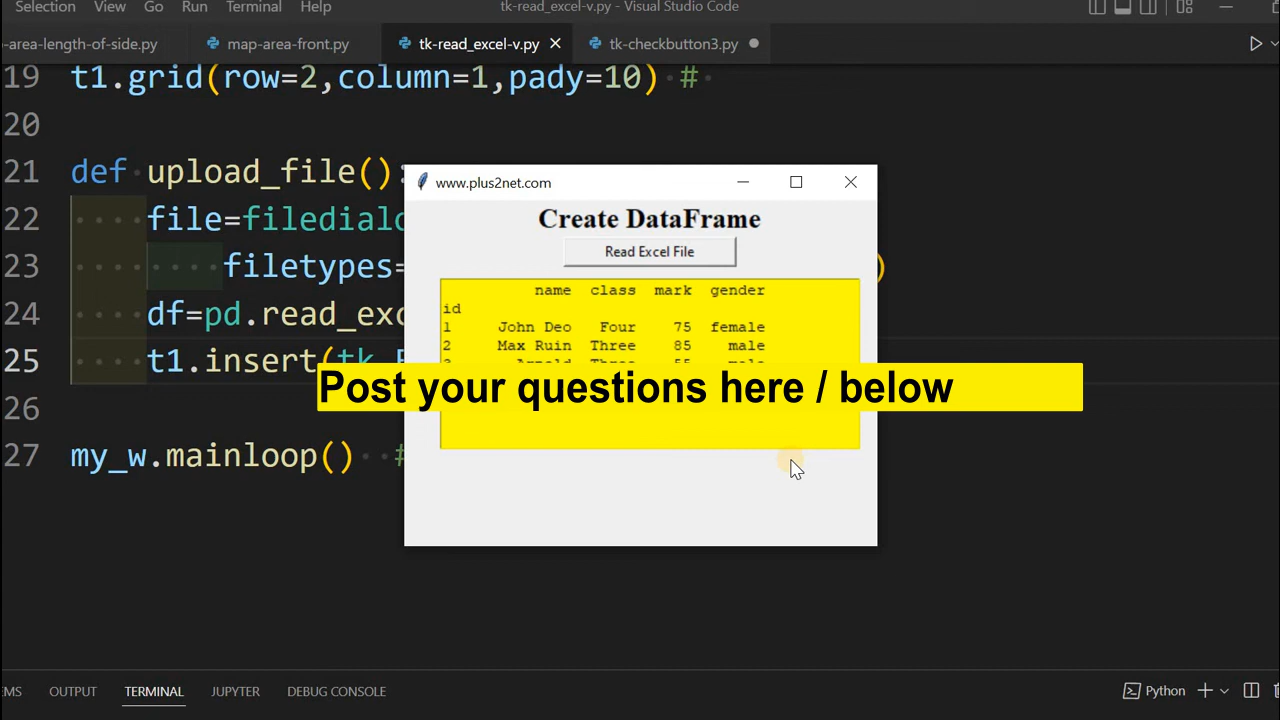 Selection View Go Run Terminal Help tk-read_excel-v.py - Visual Studio Code
-area-length-of-side.py map-area-front.py tk-read_excel-v.py tk-checkbutton3.py
19 t1.grid(row=2,column=1,pady=10) #
20
21 def upload_file():
22 file=filedialo
23 filetypes= )
24 df=pd.read_exc
25 t1.insert(tk.
26
27 my_w.mainloop() #
www.plus2net.com
Create DataFrame
Read Excel File
name class mark gender
id
1 John Deo Four 75 female
2 Max Ruin Three 85 male
Post your questions here / below
EMS OUTPUT TERMINAL JUPYTER DEBUG CONSOLE Python